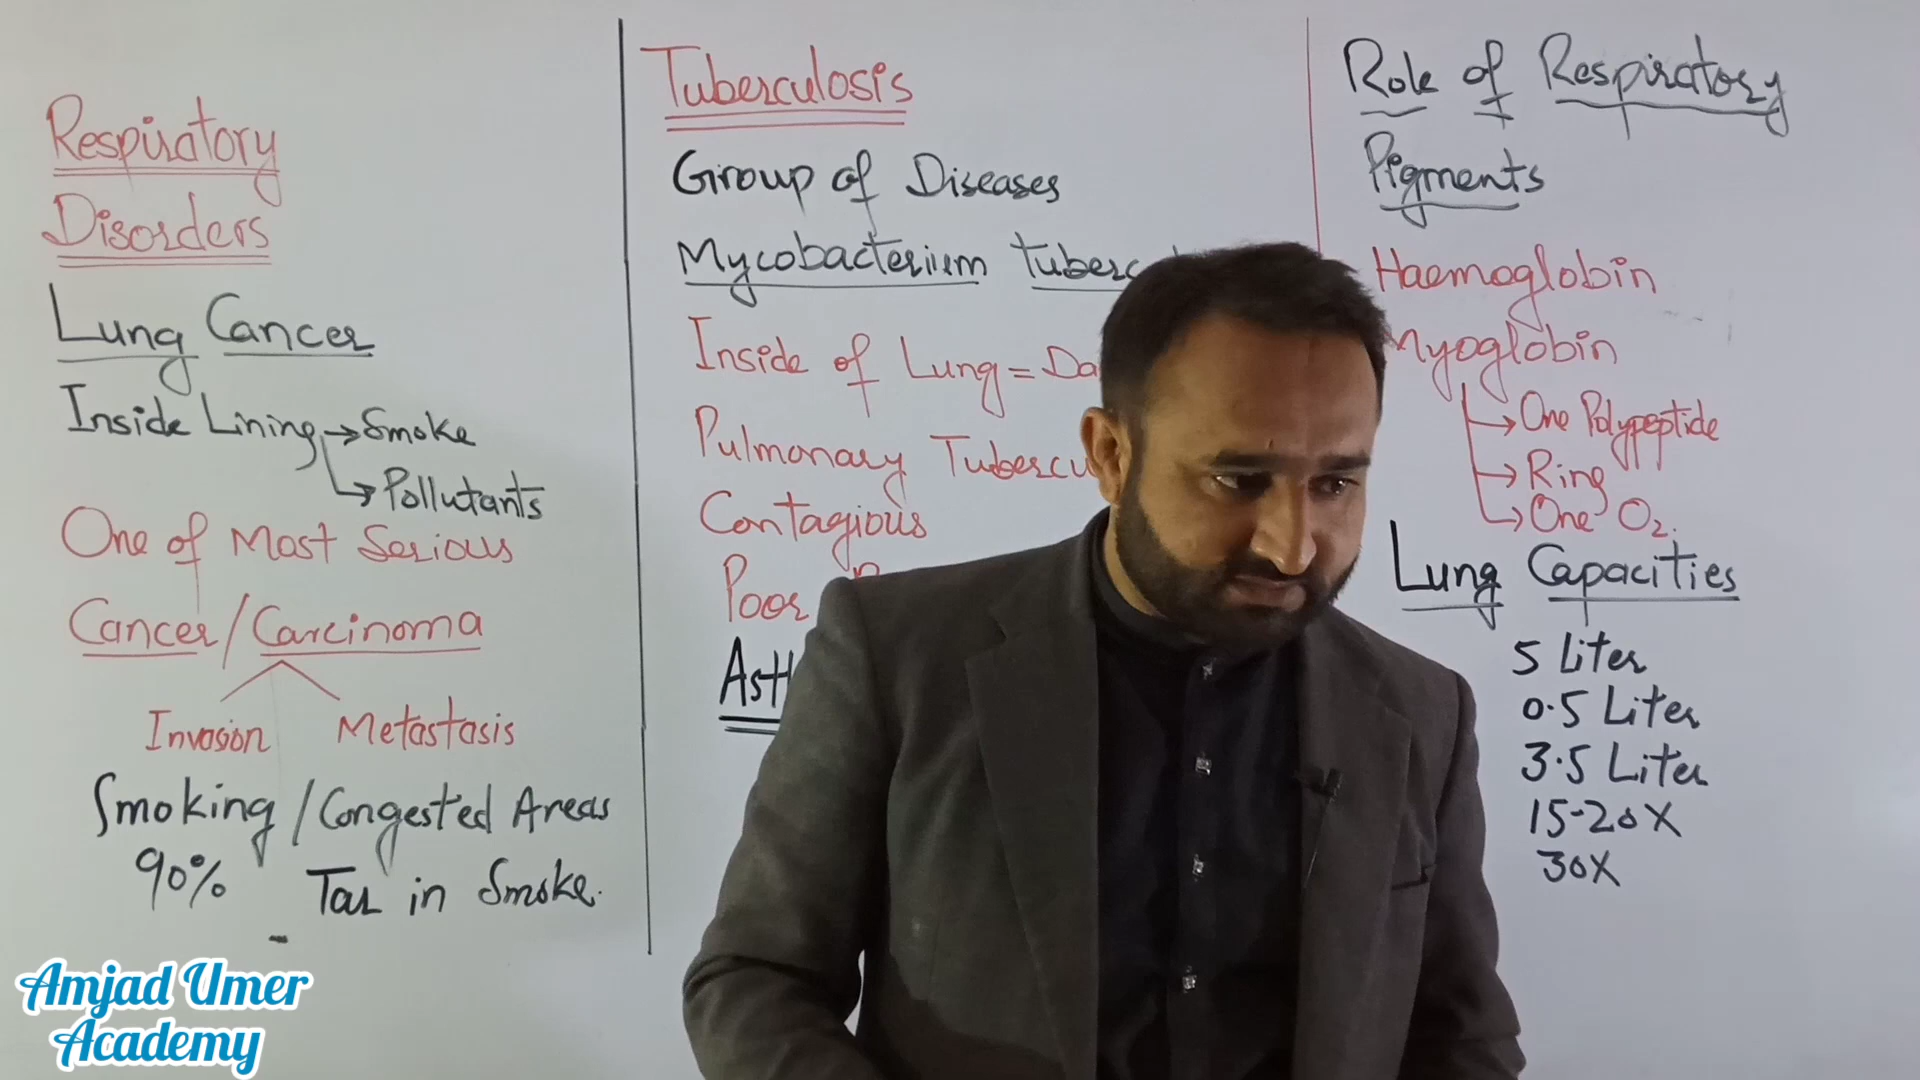 Respiratory
Disorders
Lung Cancer
Inside Lining → Smoke
→ Pollutants
One of Most Serious
Cancer / Carcinoma
Invasion Metastasis
Smoking / Congested Areas
90% Tar in Smoke.
Tuberculosis
Group of Diseases
Mycobacterium
Inside of Lung =
Pulmonary
Contagious
Poor
Role of Respiratory
Pigments
Haemoglobin
Myoglobin
→ One Polypeptide
→ Ring
→ One O2.
Lung Capacities
5 Liter
0.5 Liter
3.5 Liter
15-20X
30X
Amjad Umer
Academy